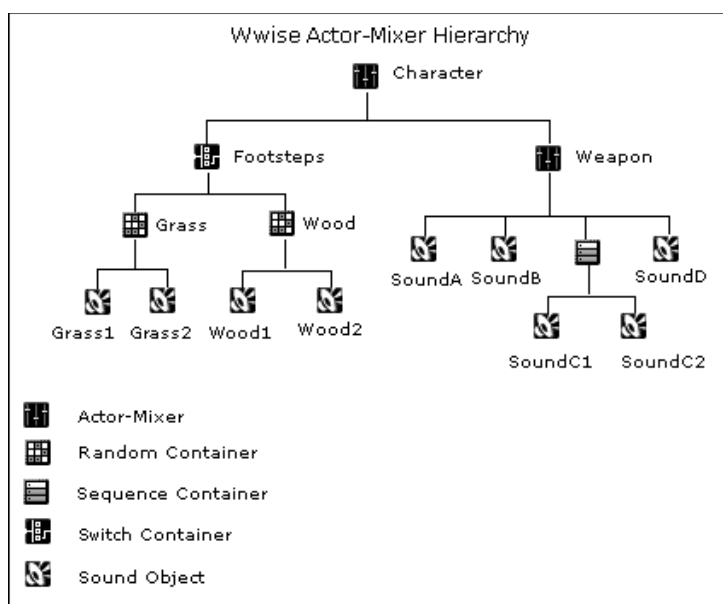 Wwise Actor-Mixer Hierarchy
Character
Footsteps
Weapon
Grass
Wood
SoundA
SoundB
SoundD
Grass1
Grass2
Wood1
Wood2
SoundC1
SoundC2
Actor-Mixer
Random Container
Sequence Container
Switch Container
Sound Object